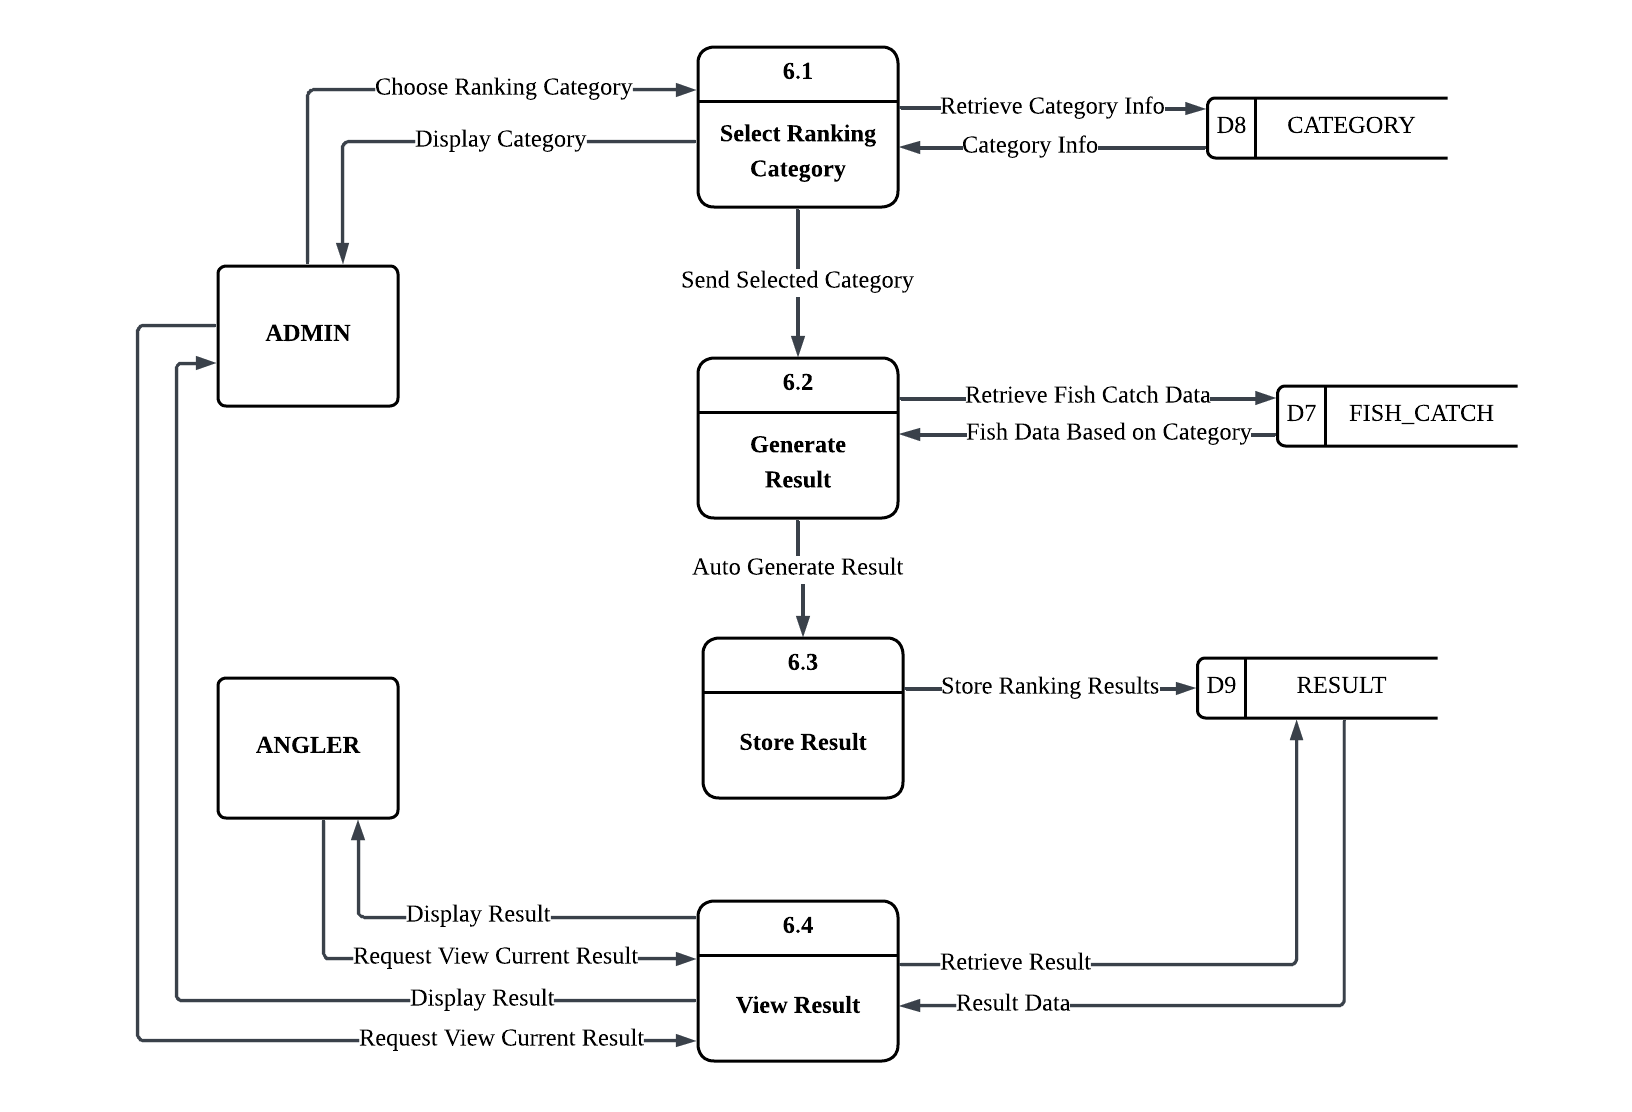 6.1
Choose Ranking Category
Retrieve Category Info
D8
CATEGORY
Select Ranking
Category
Display Category
Category Info
Send Selected Category
ADMIN
6.2
Retrieve Fish Catch Data
D7
FISH_CATCH
Fish Data Based on Category
Generate
Result
Auto Generate Result
6.3
Store Ranking Results
D9
RESULT
Store Result
ANGLER
6.4
Display Result
Request View Current Result
Retrieve Result
Display Result
View Result
Result Data
Request View Current Result